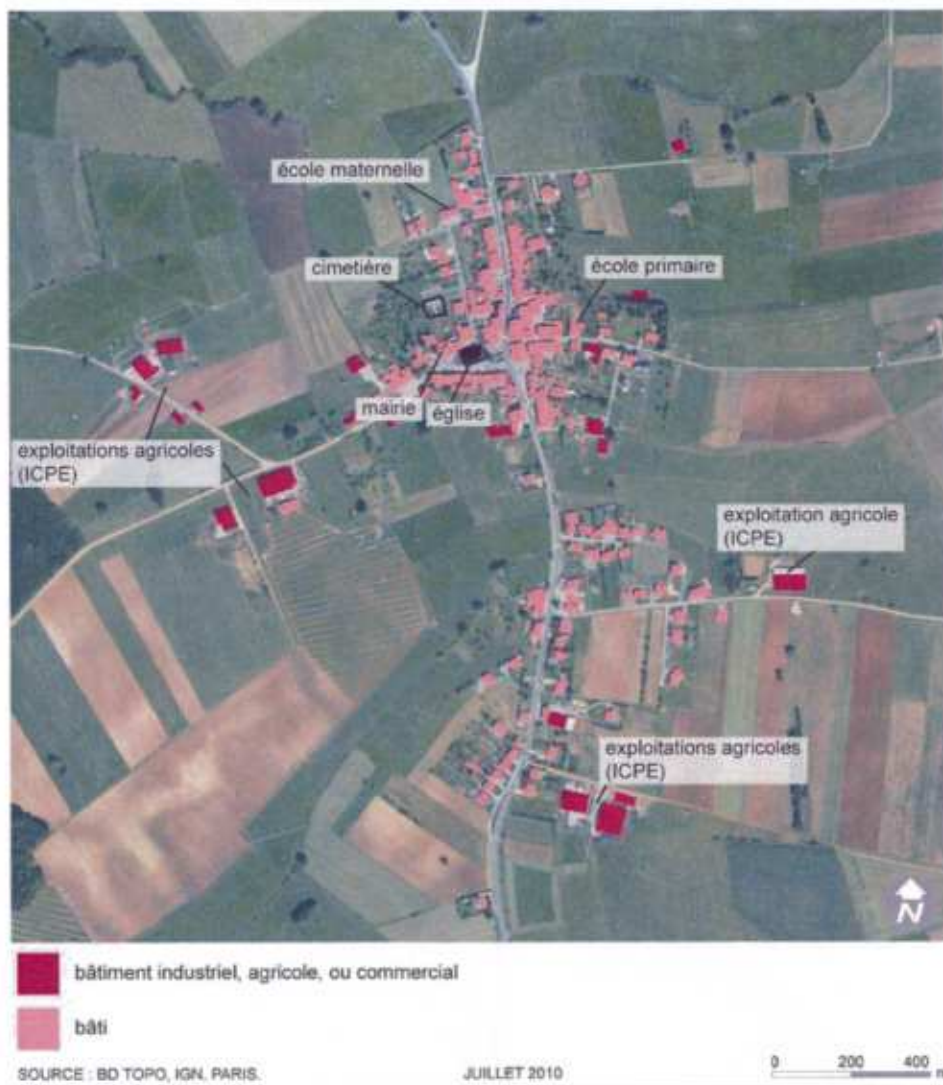 école maternelle
cimetière
école primaire
mairie
église
exploitations agricoles
(ICPE)
exploitation agricole
(ICPE)
exploitations agricoles
(ICPE)
N
bâtiment industriel, agricole, ou commercial
bâti
SOURCE : BD TOPO, IGN. PARIS.
JUILLET 2010
0 200 400 m